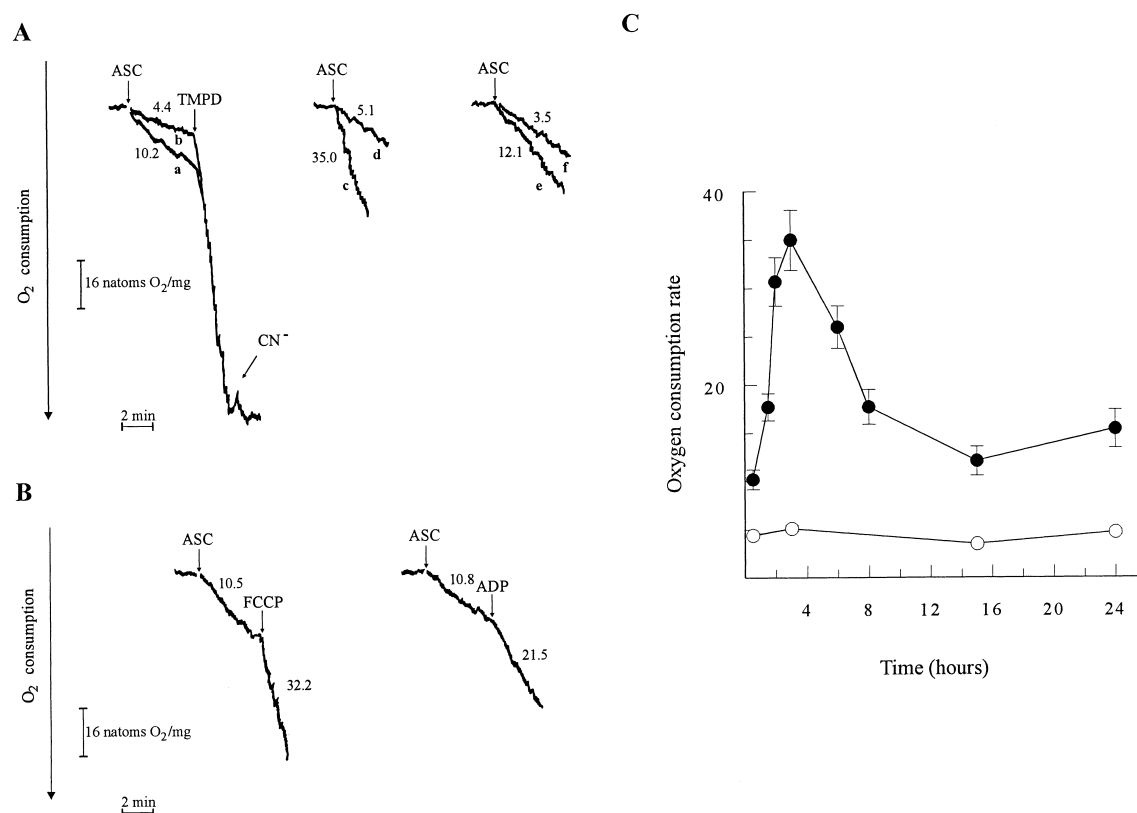 A
ASC
TMPD
4.4
b
10.2
a
CN⁻
ASC
5.1
35.0
d
c
ASC
3.5
12.1
f
e
O₂ consumption
16 natoms O₂/mg
2 min
B
ASC
10.5
FCCP
32.2
ASC
10.8
ADP
21.5
O₂ consumption
16 natoms O₂/mg
2 min
C
40
20
Oxygen consumption rate
4 8 12 16 20 24
Time (hours)